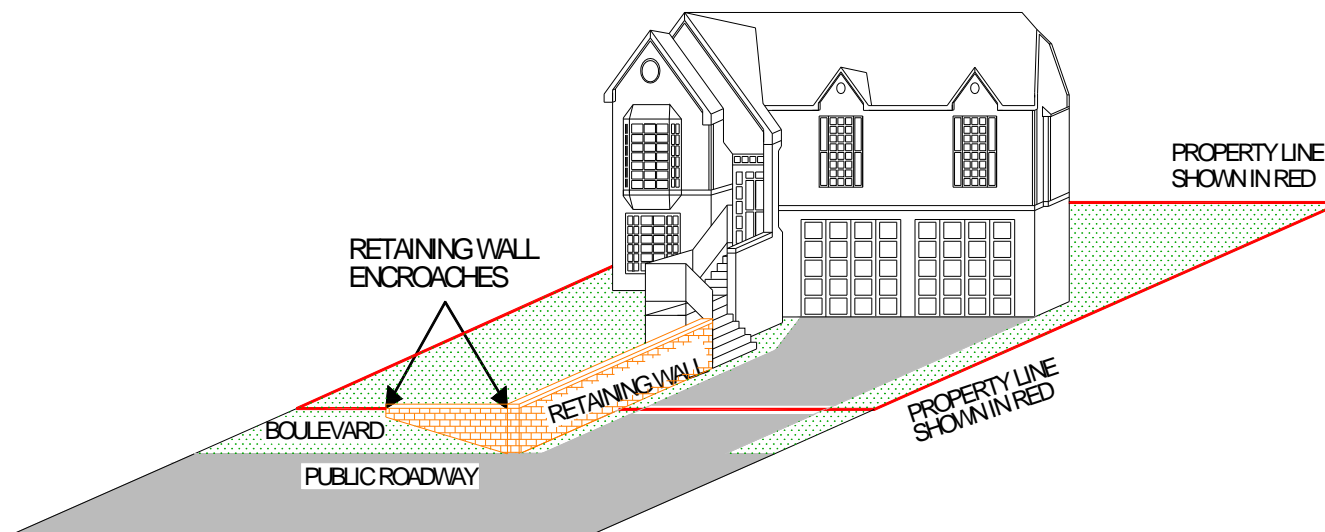 PROPERTY LINE
SHOWN IN RED
RETAINING WALL
ENCROACHES
RETAINING WALL
PROPERTY LINE
SHOWN IN RED
BOULEVARD
PUBLIC ROADWAY